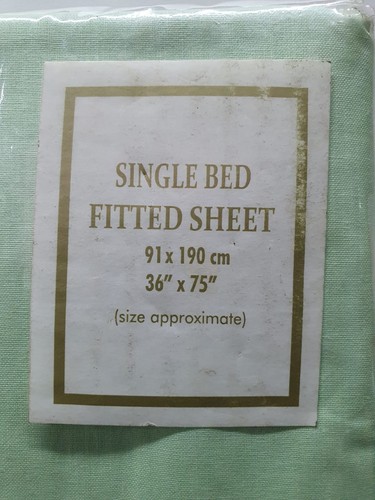 SINGLE BED
FITTED SHEET
91 x 190 cm
36" x 75"
(size approximate)